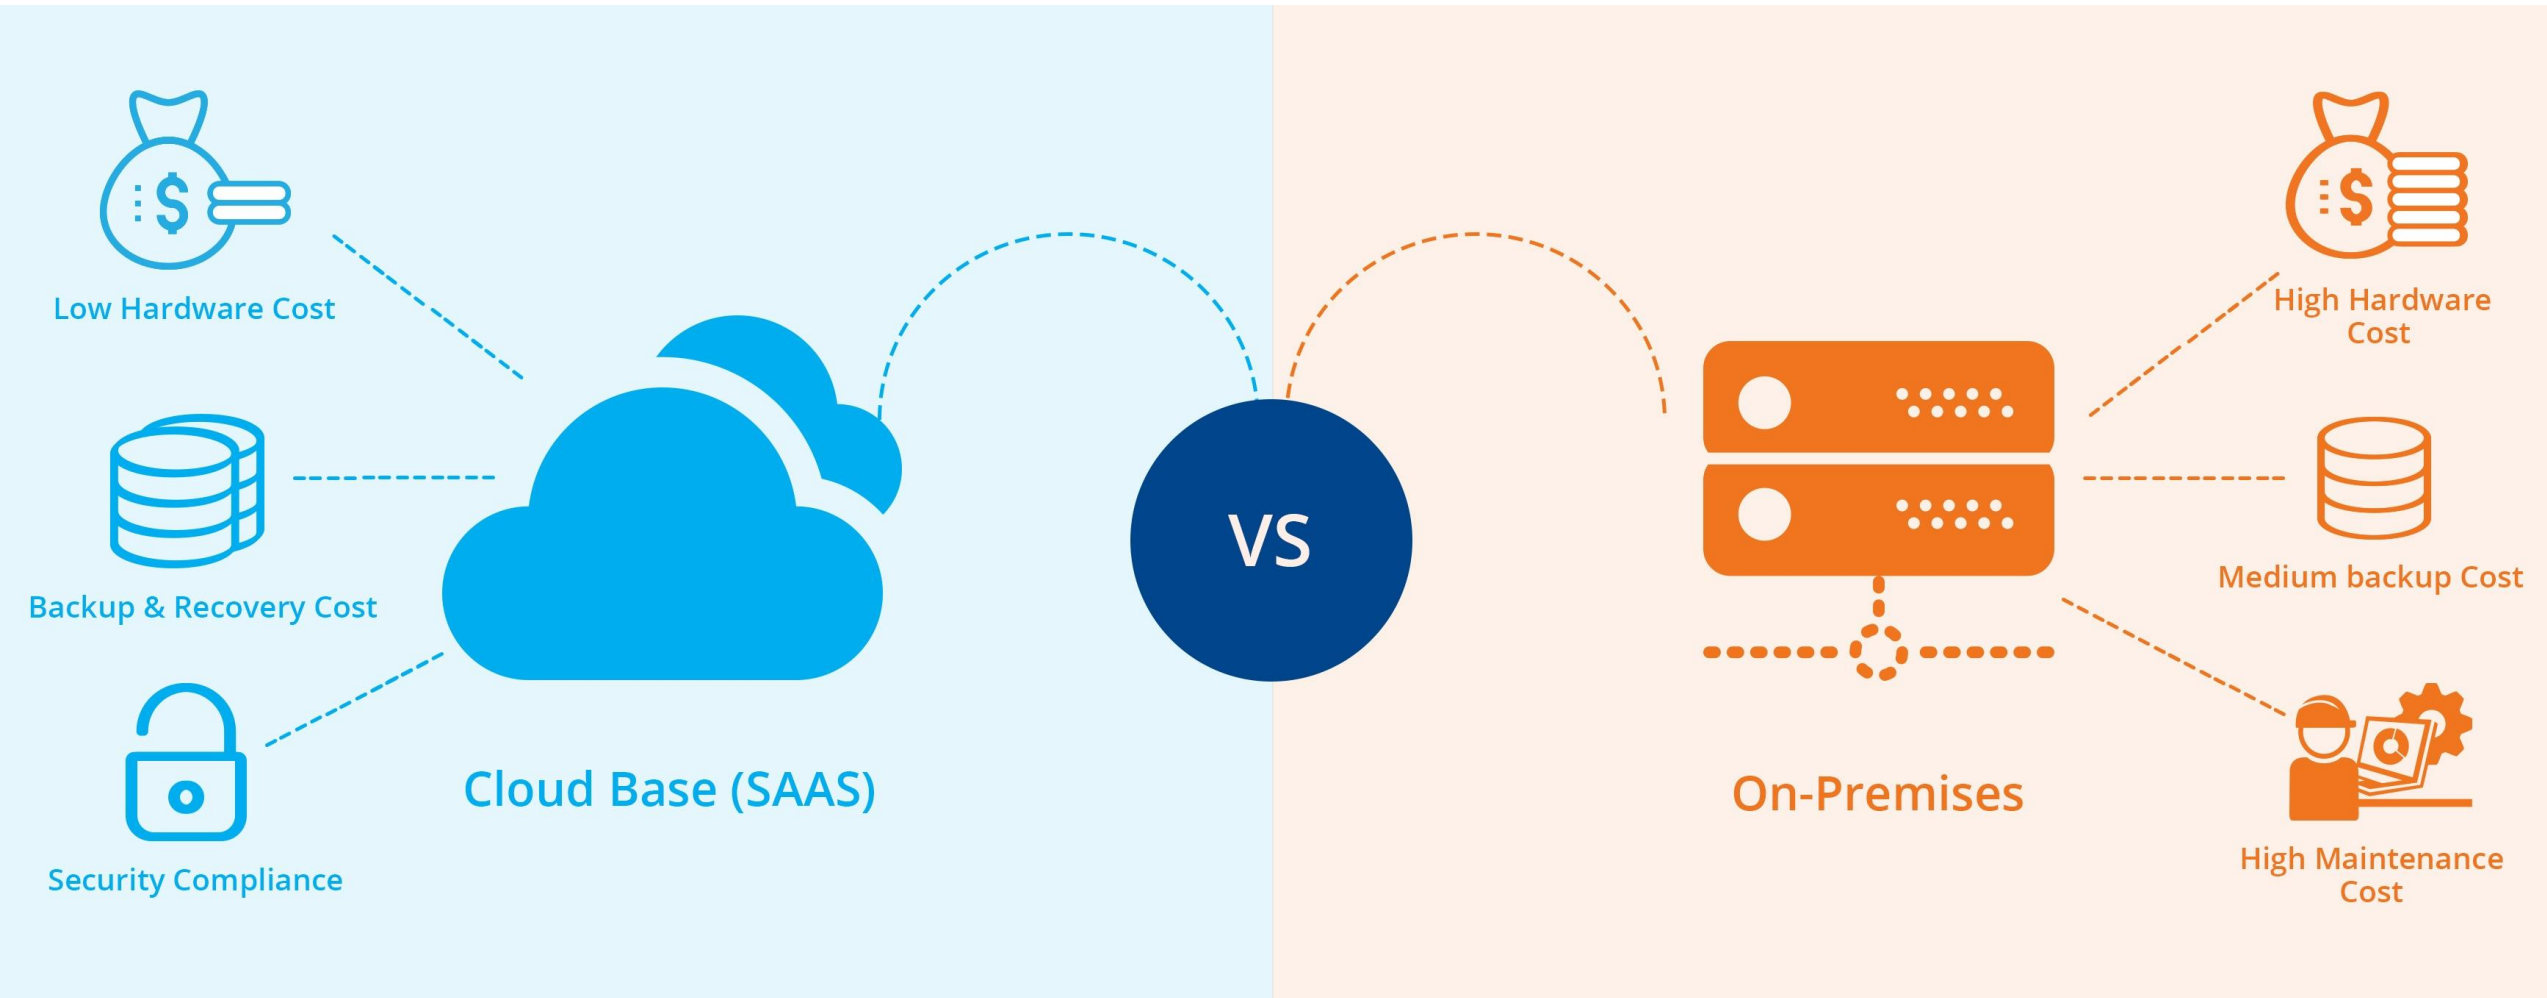 Low Hardware Cost
Backup & Recovery Cost
Security Compliance
$
Cloud Base (SAAS)
VS
On-Premises
$
High Hardware
Cost
Medium backup Cost
High Maintenance
Cost